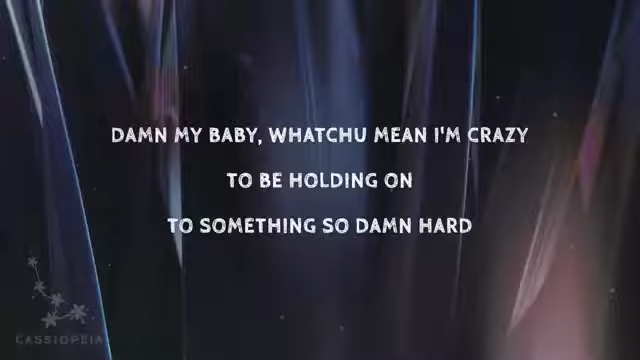 DAMN MY BABY, WHATCHU MEAN I'M CRAZY
TO BE HOLDING ON
TO SOMETHING SO DAMN HARD
CASSIOPEIA